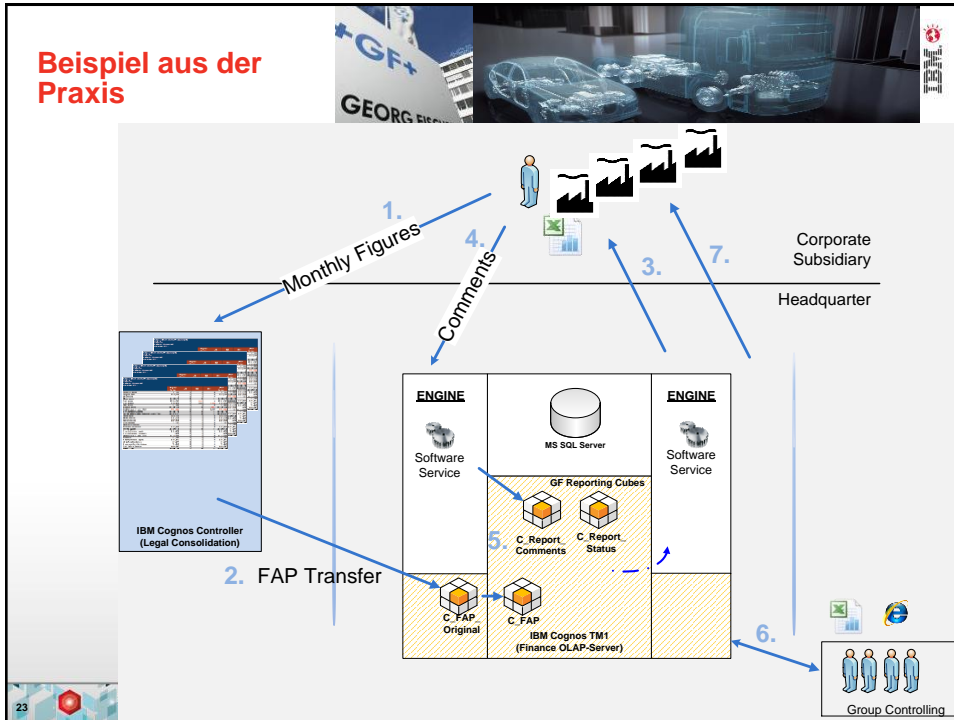 Beispiel aus der
Praxis
+GF+
GEORG
IBM
1.
Monthly Figures
4.
Comments
3.
7.
Corporate
Subsidiary
Headquarter
ENGINE
Software
Service
MS SQL Server
ENGINE
Software
Service
GF Reporting Cubes
C_Report_
Comments
C_Report_
Status
5.
IBM Cognos Controller
(Legal Consolidation)
2. FAP Transfer
C_FAP_
Original
C_FAP
IBM Cognos TM1
(Finance OLAP-Server)
6.
Group Controlling
23